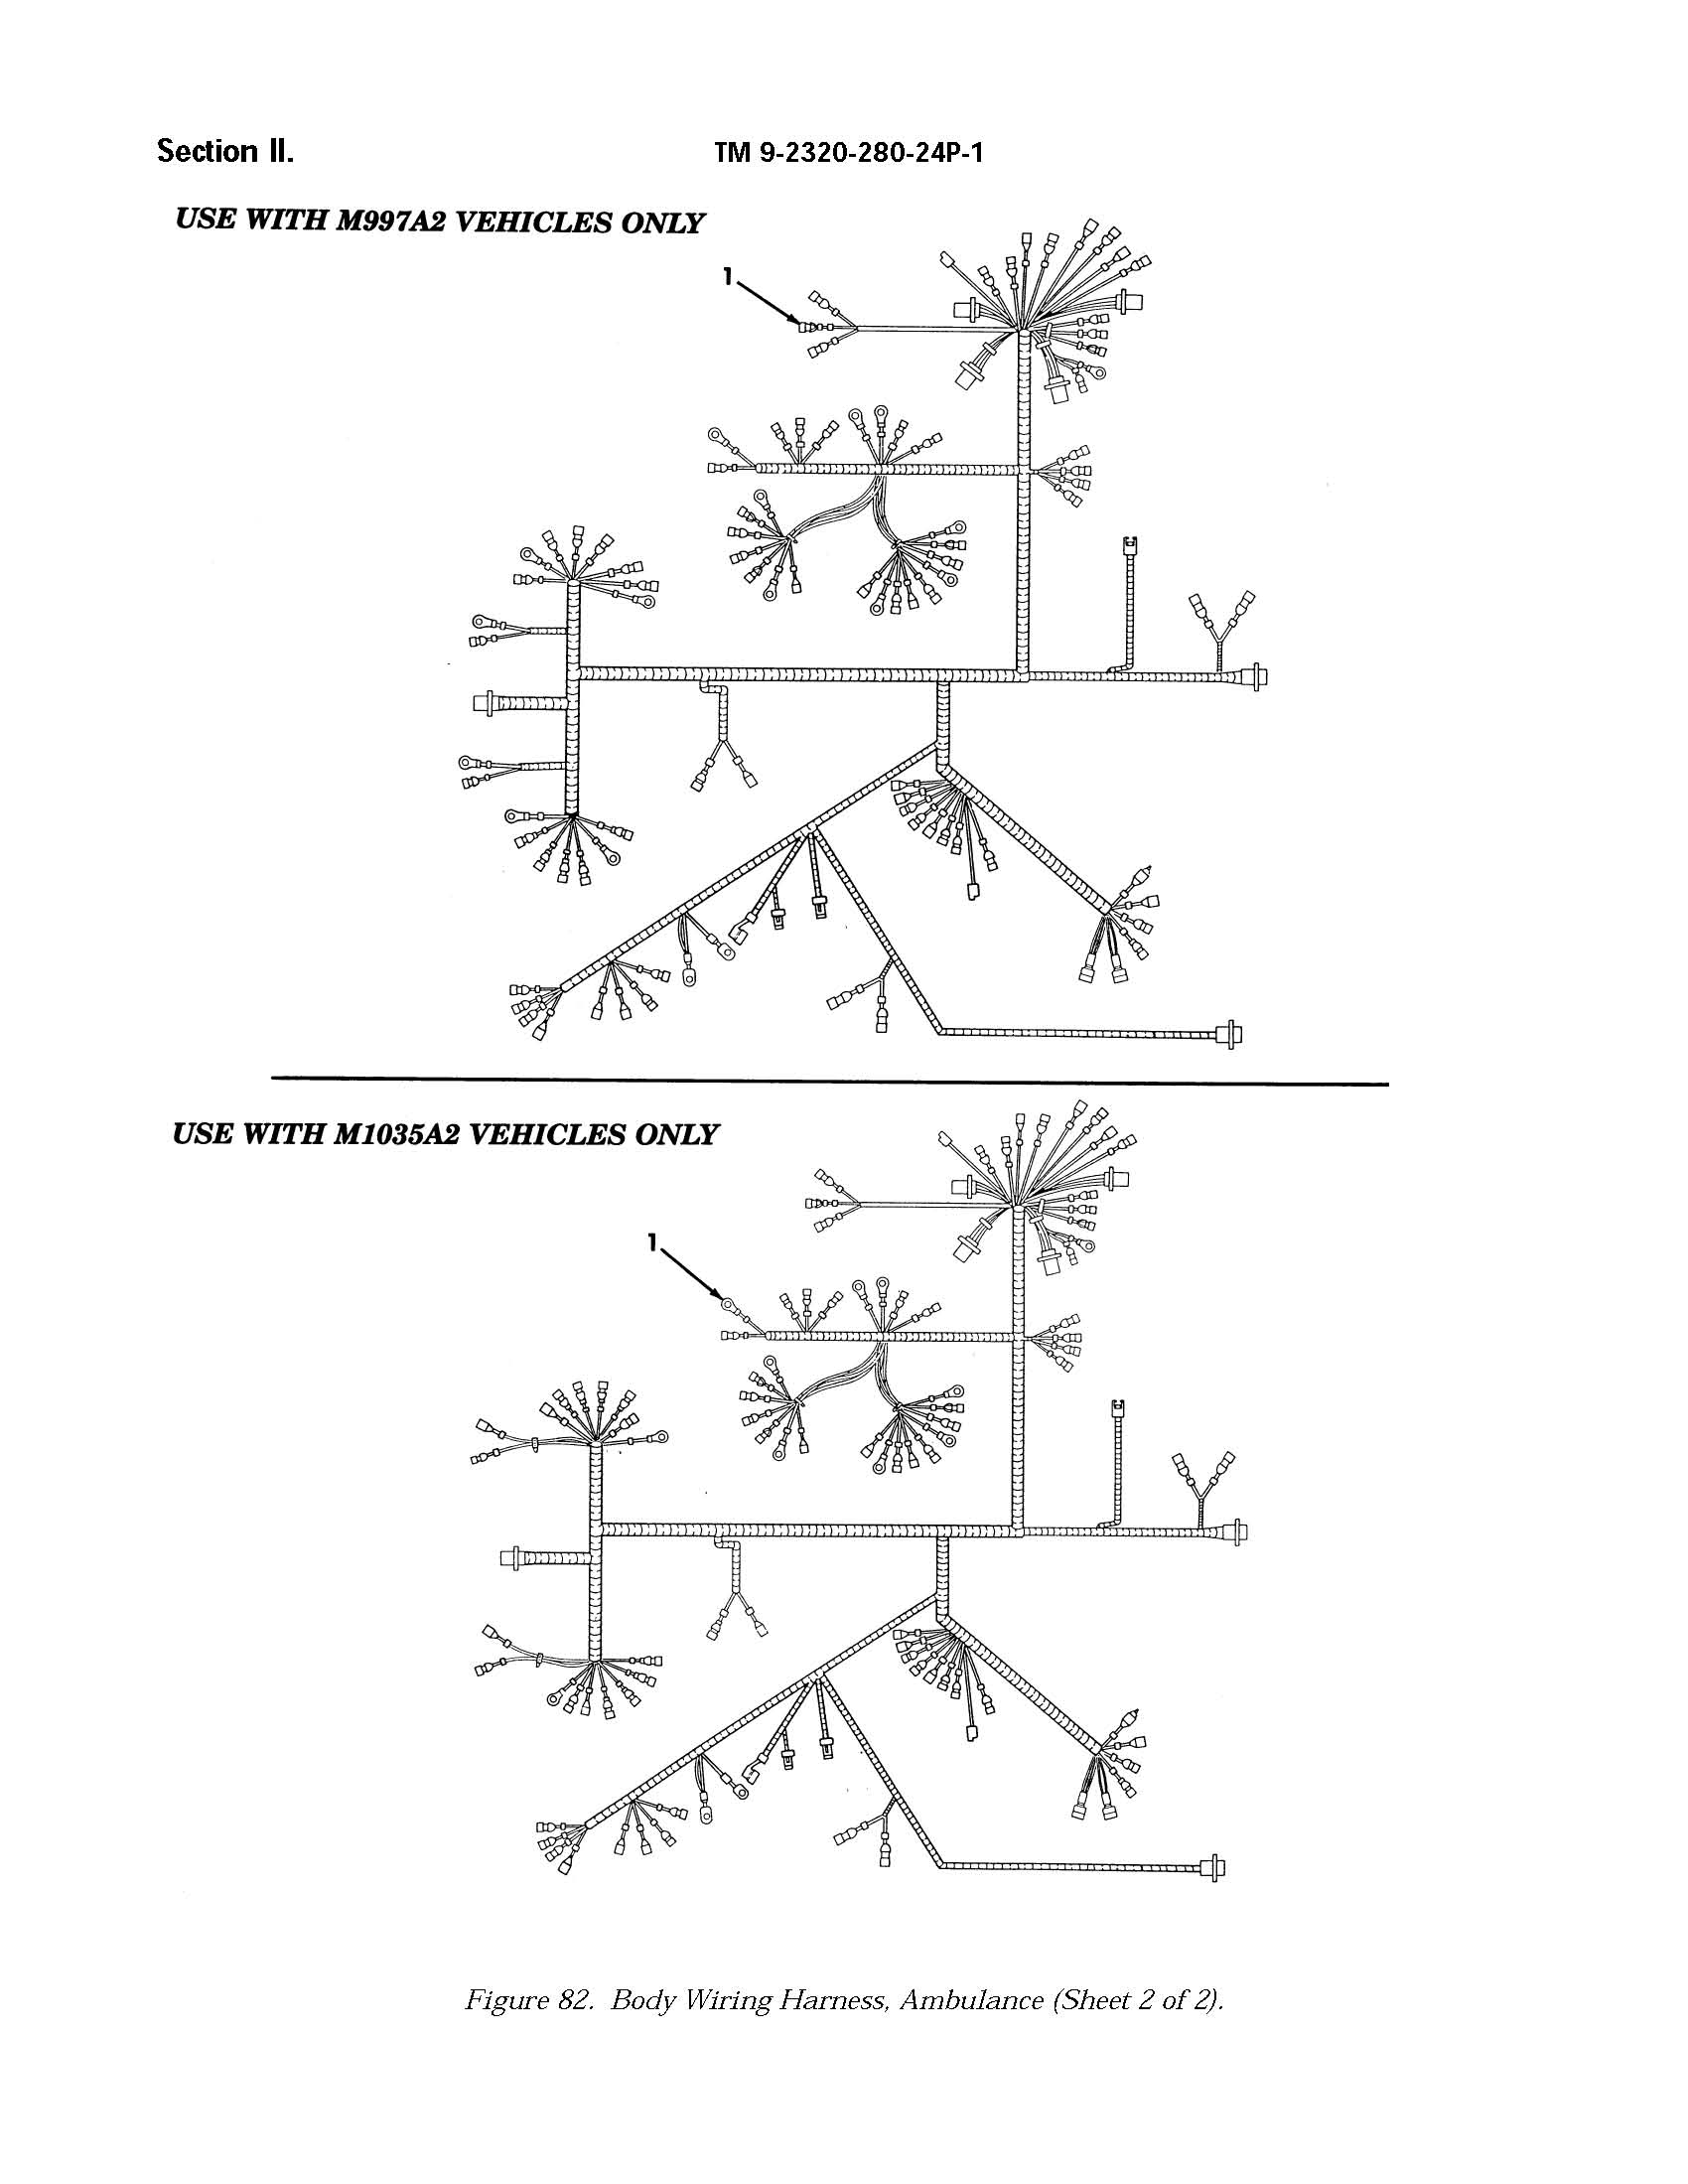 Section II.
TM 9-2320-280-24P-1
USE WITH M997A2 VEHICLES ONLY
1
USE WITH M1035A2 VEHICLES ONLY
1
Figure 82. Body Wiring Harness, Ambulance (Sheet 2 of 2).